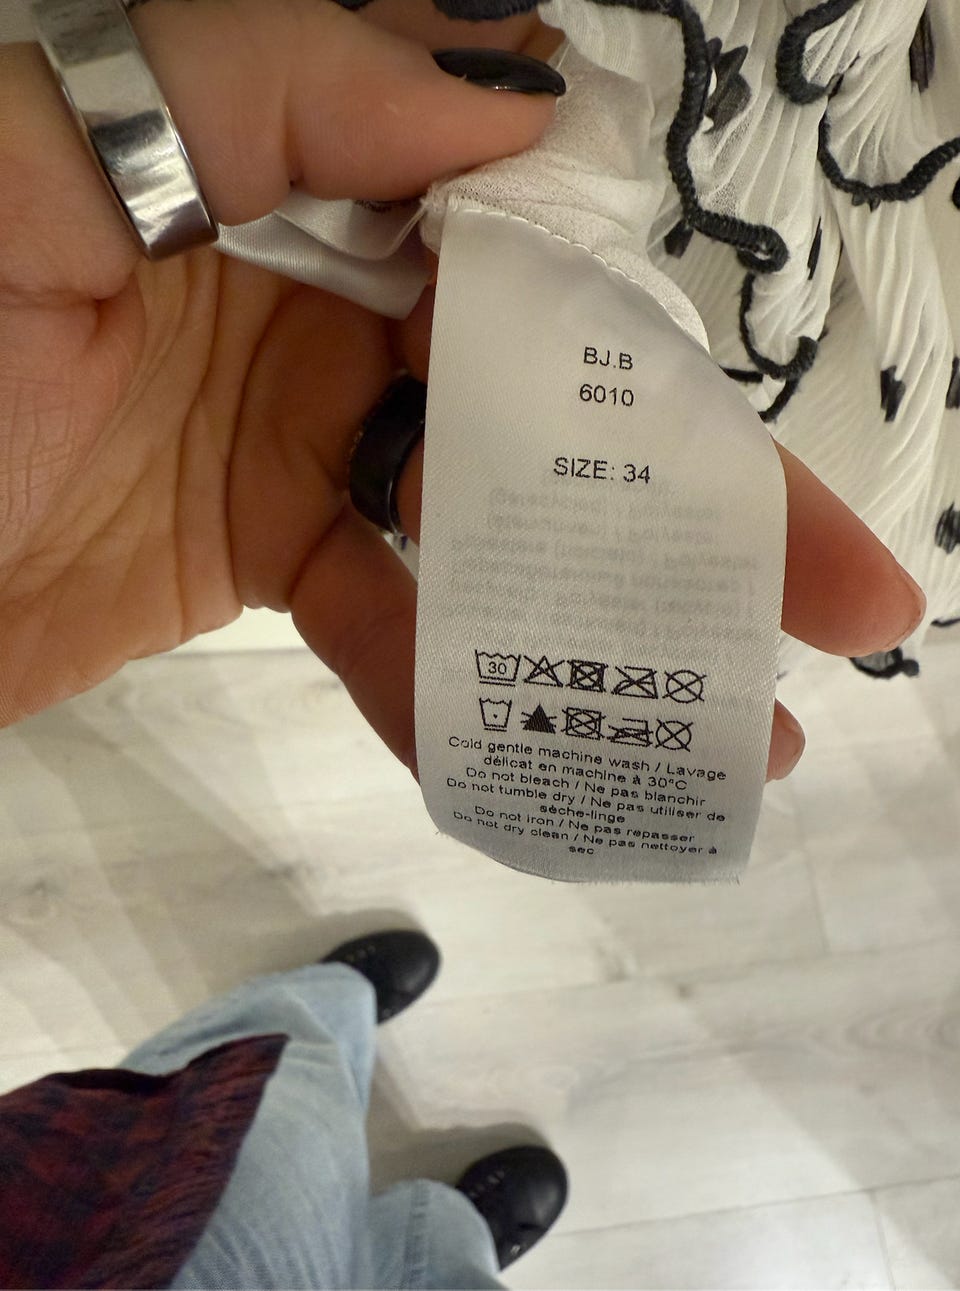 BJ.B
6010
SIZE: 34
30
Cold gentle machine wash / Lavage
délicat en machine à 30°C
Do not bleach / Ne pas blanchir
Do not tumble dry / Ne pas utiliser de
sèche-linge
Do not iron / Ne pas repasser
Do not dry clean / Ne pas nettoyer à
sec